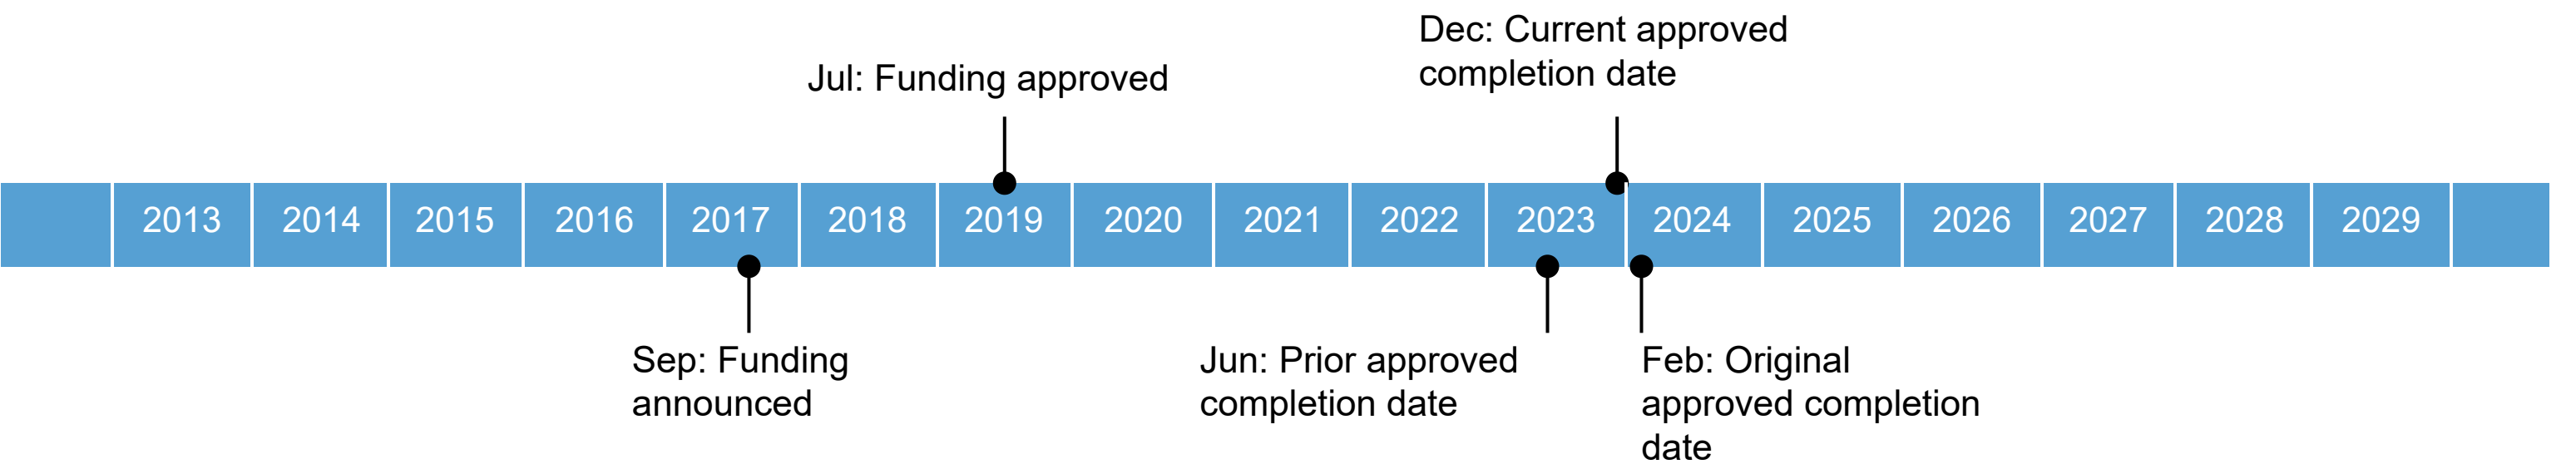 Dec: Current approved
completion date
Jul: Funding approved
2013 2014 2015 2016 2017 2018 2019 2020 2021 2022 2023 2024 2025 2026 2027 2028 2029
Sep: Funding
announced
Jun: Prior approved
completion date
Feb: Original
approved completion
date